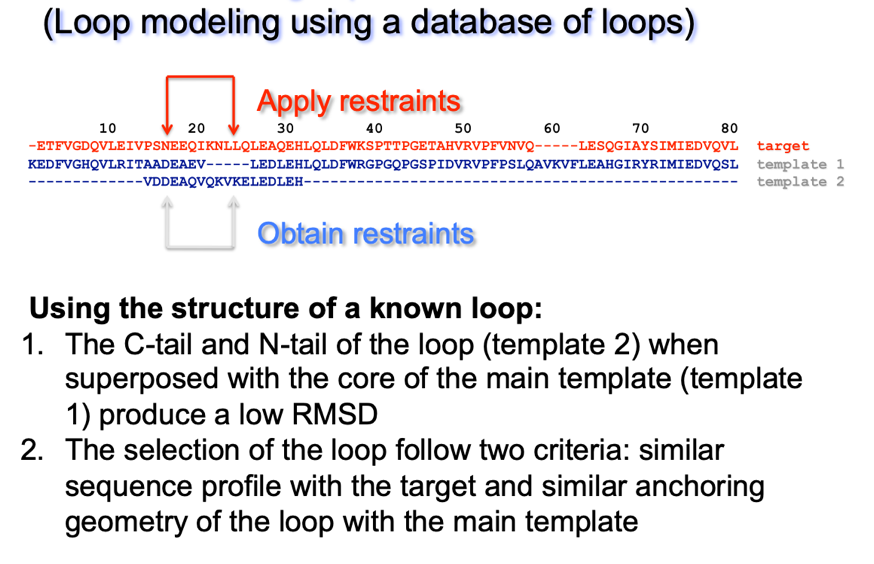 (Loop modeling using a database of loops)
Apply restraints
10 20 30 40 50 60 70 80
-ETFVGDQVLEIVPSNEEQIKNLLQLEAQEHLQLDFWKSPTTPGETAHVRVPFVNVQ-----LESQGIAYSIMIEDVQVL target
KEDFVGHQVLRITAADEAEV-----LEDLEHLQLDFWRGPGQPGSPIDVRVPFPSLQAVKVFLEAHGIRYRIMIEDVQSL template 1
-------------VDDEAQVQKVKELEDLEH------------------------------------------------- template 2
Obtain restraints
Using the structure of a known loop:
1. The C-tail and N-tail of the loop (template 2) when
superposed with the core of the main template (template
1) produce a low RMSD
2. The selection of the loop follow two criteria: similar
sequence profile with the target and similar anchoring
geometry of the loop with the main template